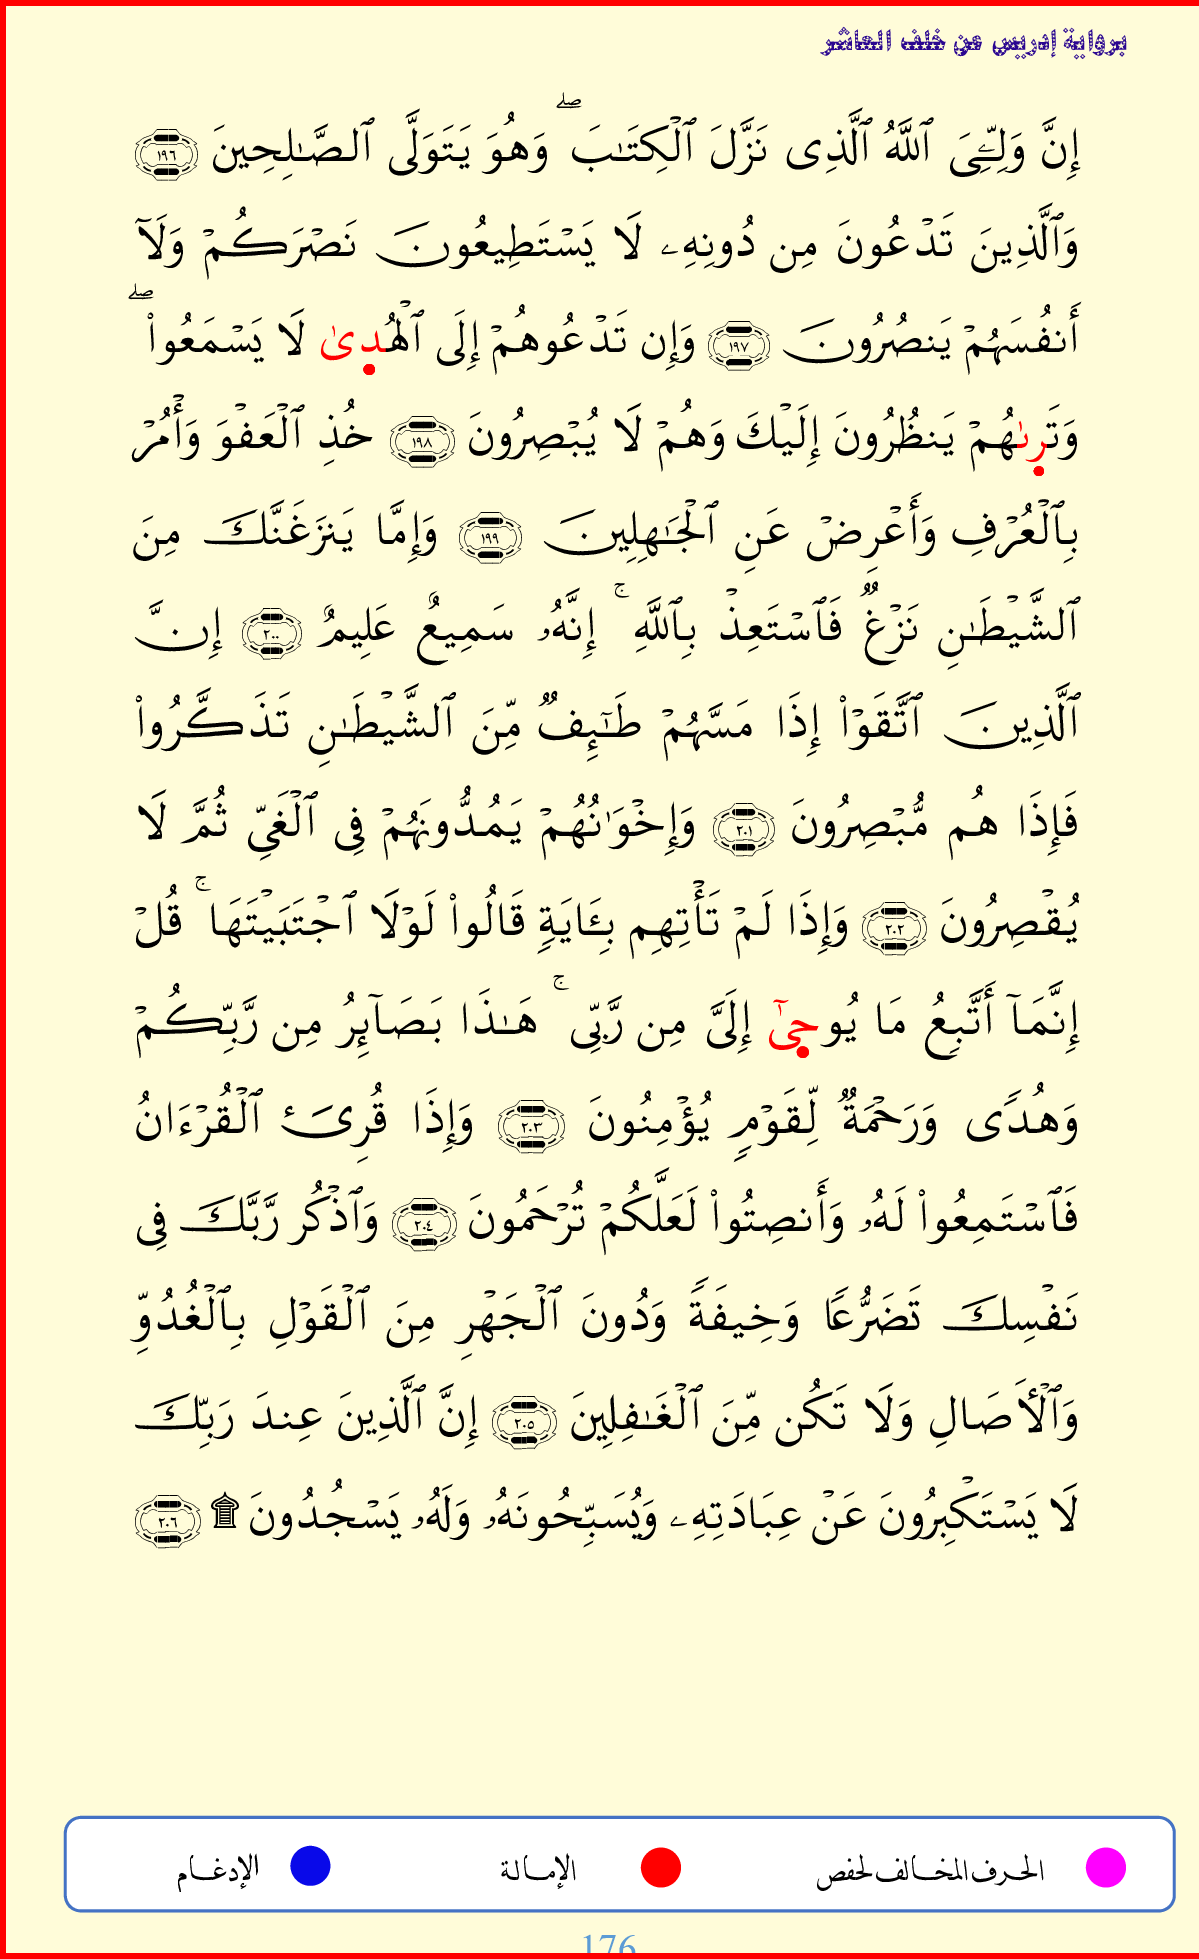 برواية إدريس عن خلف العاشر
إِنَّ وَلِـِّۧيَ ٱللَّهُ ٱلَّذِى نَزَّلَ ٱلۡكِتَـٰبَۖ وَهُوَ يَتَوَلَّى ٱلصَّـٰلِحِينَ ١٩٦
وَٱلَّذِينَ تَدۡعُونَ مِن دُونِهِۦ لَا يَسۡتَطِيعُونَ نَصۡرَكُمۡ وَلَآ
أَنفُسَهُمۡ يَنصُرُونَ ١٩٧ وَإِن تَدۡعُوهُمۡ إِلَى ٱلۡهُدِىٰ لَا يَسۡمَعُواْۖ
وَتَرِىٰهُمۡ يَنظُرُونَ إِلَيۡكَ وَهُمۡ لَا يُبۡصِرُونَ ١٩٨ خُذِ ٱلۡعَفۡوَ وَأۡمُرۡ
بِٱلۡعُرۡفِ وَأَعۡرِضۡ عَنِ ٱلۡجَـٰهِلِينَ ١٩٩ وَإِمَّا يَنزَغَنَّكَ مِنَ
ٱلشَّيۡطَـٰنِ نَزۡغٌ فَٱسۡتَعِذۡ بِٱللَّهِۚ إِنَّهُۥ سَمِيعٌ عَلِيمٌ ٢٠٠ إِنَّ
ٱلَّذِينَ ٱتَّقَوۡاْ إِذَا مَسَّهُمۡ طَـٰٓئِفٌ مِّنَ ٱلشَّيۡطَـٰنِ تَذَكَّرُواْ
فَإِذَا هُم مُّبۡصِرُونَ ٢٠١ وَإِخۡوَٰنُهُمۡ يَمُدُّونَهُمۡ فِى ٱلۡغَىِّ ثُمَّ لَا
يُقۡصِرُونَ ٢٠٢ وَإِذَا لَمۡ تَأۡتِهِم بِـَٔايَةٍ قَالُواْ لَوۡلَا ٱجۡتَبَيۡتَهَاۚ قُلۡ
إِنَّمَآ أَتَّبِعُ مَا يُوحِىٰٓ إِلَىَّ مِن رَّبِّىۚ هَـٰذَا بَصَآئِرُ مِن رَّبِّكُمۡ
وَهُدًى وَرَحۡمَةٌ لِّقَوۡمٍ يُؤۡمِنُونَ ٢٠٣ وَإِذَا قُرِئَ ٱلۡقُرۡءَانُ
فَٱسۡتَمِعُواْ لَهُۥ وَأَنصِتُواْ لَعَلَّكُمۡ تُرۡحَمُونَ ٢٠٤ وَٱذۡكُر رَّبَّكَ فِى
نَفۡسِكَ تَضَرُّعًا وَخِيفَةً وَدُونَ ٱلۡجَهۡرِ مِنَ ٱلۡقَوۡلِ بِٱلۡغُدُوِّ
وَٱلۡأَصَالِ وَلَا تَكُن مِّنَ ٱلۡغَـٰفِلِينَ ٢٠٥ إِنَّ ٱلَّذِينَ عِندَ رَبِّكَ
لَا يَسۡتَكۡبِرُونَ عَنۡ عِبَادَتِهِۦ وَيُسَبِّحُونَهُۥ وَلَهُۥ يَسۡجُدُونَ ۩ ٢٠٦
الحرف المخالف لحفص الإمالة الإدغام
176